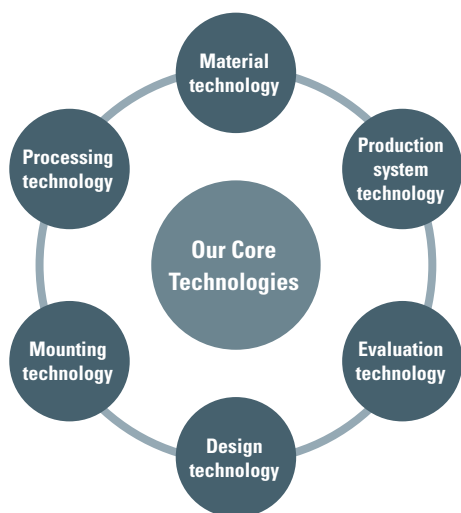 Material
technology
Processing
technology
Production
system
technology
Our Core
Technologies
Mounting
technology
Evaluation
technology
Design
technology